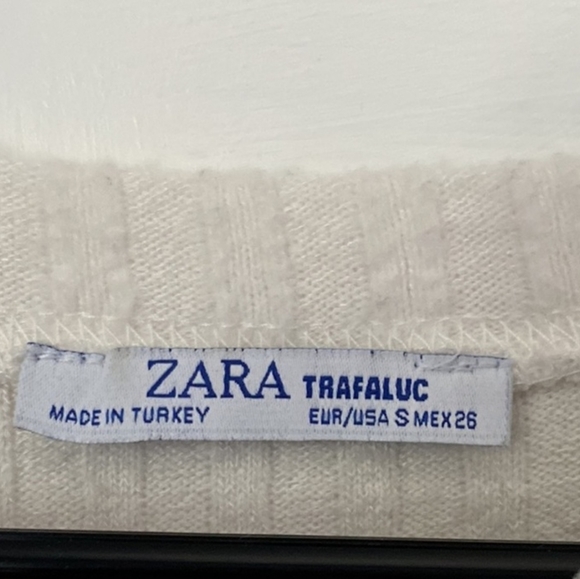 ZARA TRAFALUC
MADE IN TURKEY EUR/USA S MEX 26